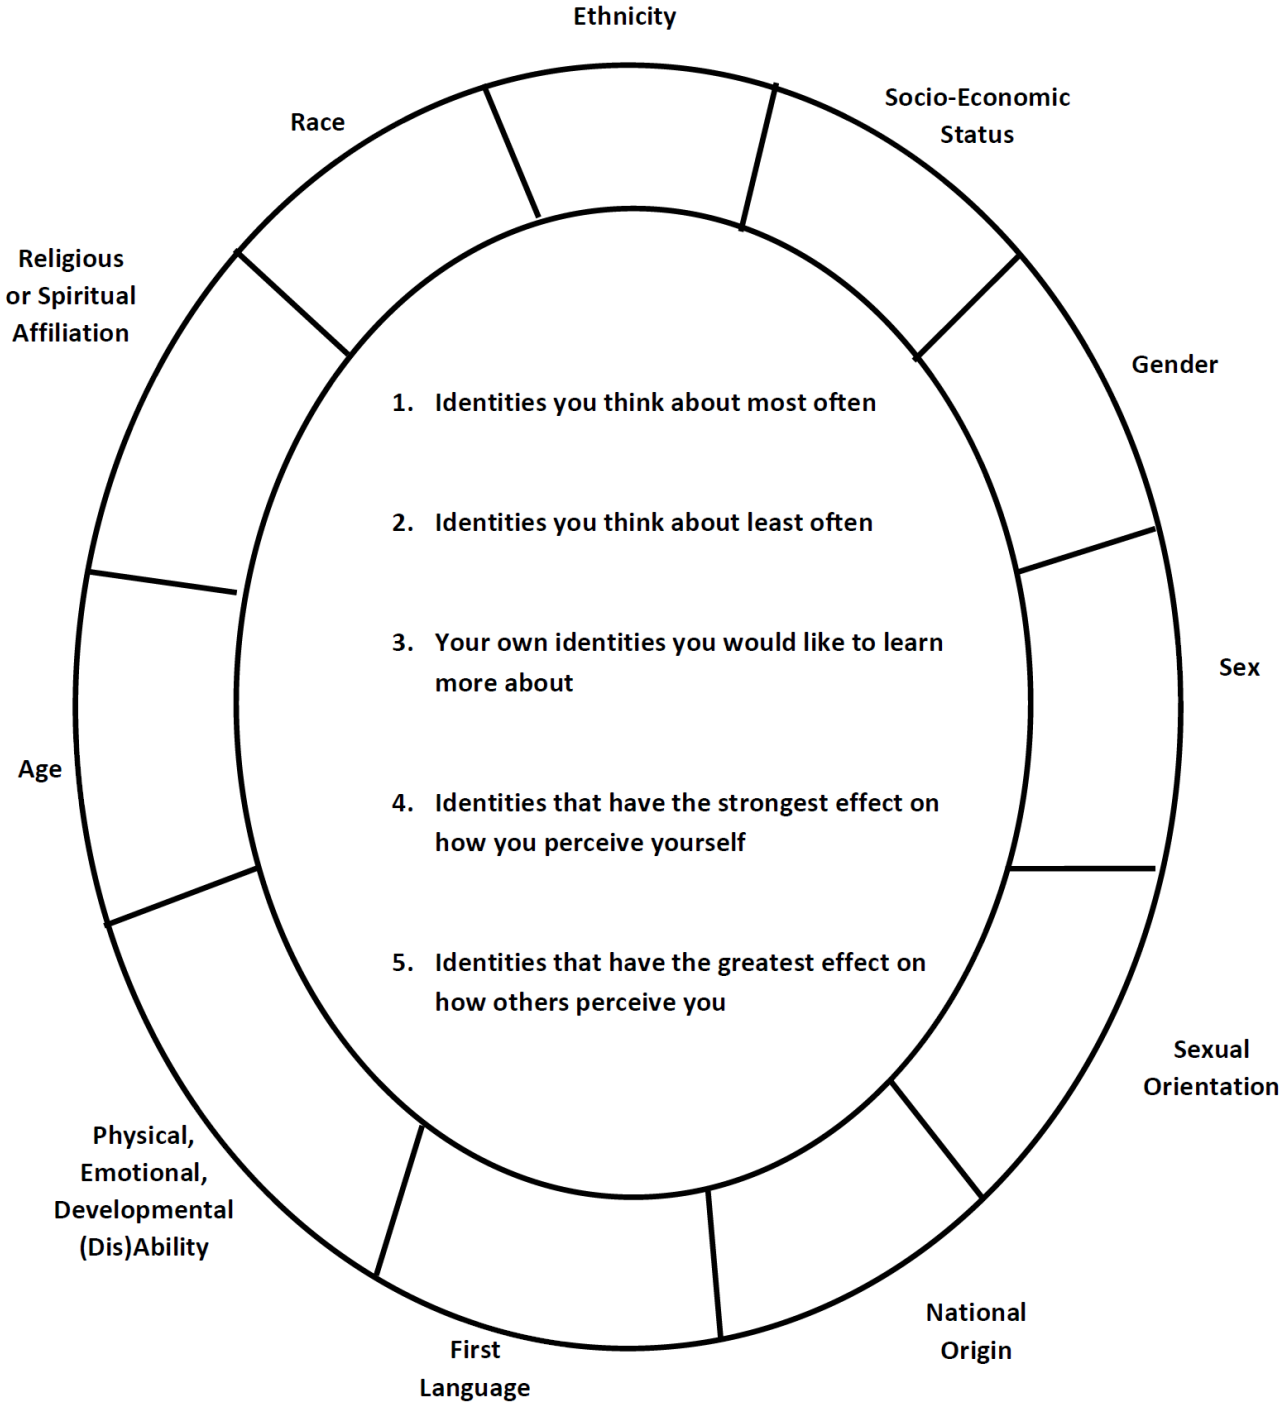 Ethnicity
Socio-Economic
Status
Race
Religious
or Spiritual
Affiliation
Gender
1. Identities you think about most often
2. Identities you think about least often
3. Your own identities you would like to learn
more about
Sex
Age
4. Identities that have the strongest effect on
how you perceive yourself
5. Identities that have the greatest effect on
how others perceive you
Sexual
Orientation
Physical,
Emotional,
Developmental
(Dis)Ability
National
Origin
First
Language